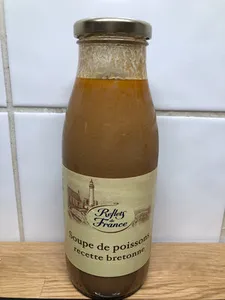 Reflets
de
France
Soupe de poissons
recette bretonne